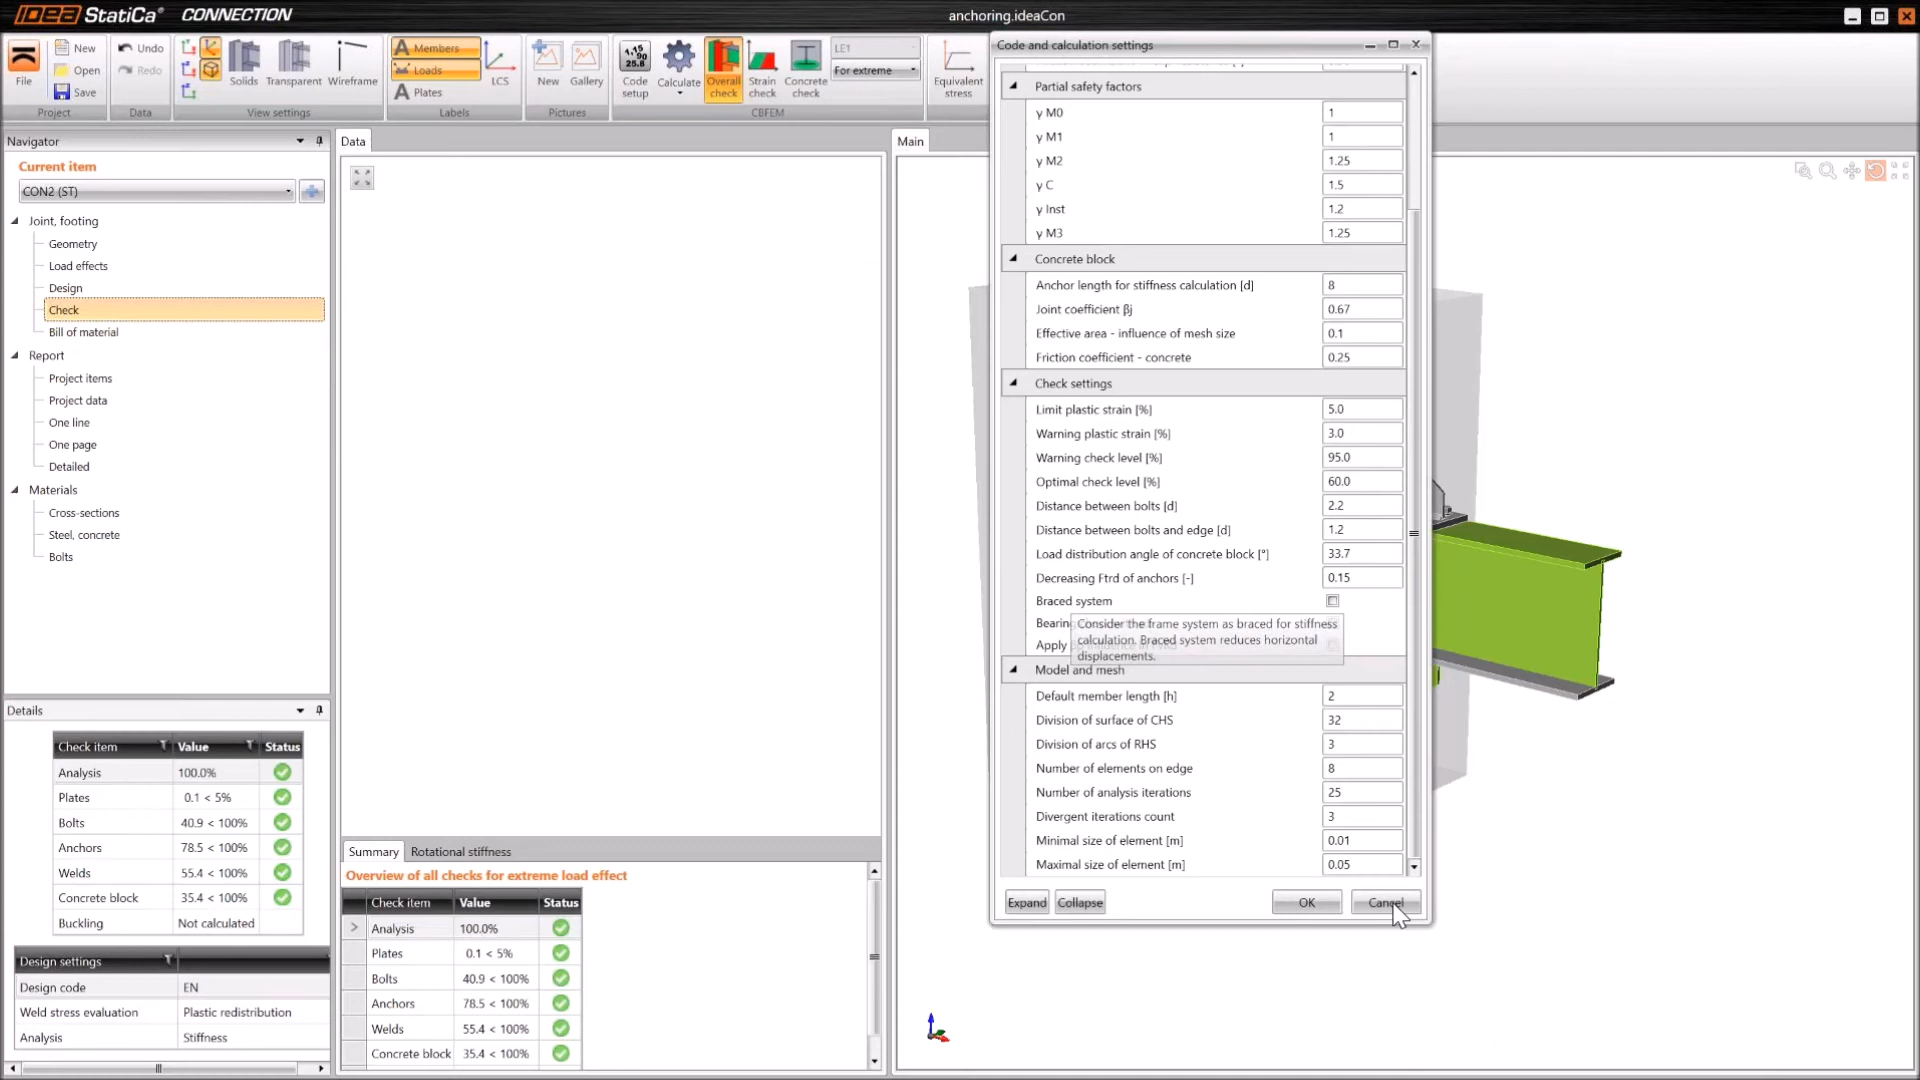 IDEA StatiCa® CONNECTION
anchoring.ideaCon
File
New
Open
Save
Project
Undo
Redo
Data
Solids
Transparent
Wireframe
View settings
Members
Loads
Plates
LCS
Labels
New
Gallery
Pictures
Code setup
Calculate
Overall check
Strain check
Concrete check
LE1
For extreme
CBFEM
Equivalent stress
Navigator
Current item
CON2 (ST)
Joint, footing
Geometry
Load effects
Design
Check
Bill of material
Report
Project items
Project data
One line
One page
Detailed
Materials
Cross-sections
Steel, concrete
Bolts
Details
Check item Value Status
Analysis 100.0%
Plates 0.1 < 5%
Bolts 40.9 < 100%
Anchors 78.5 < 100%
Welds 55.4 < 100%
Concrete block 35.4 < 100%
Buckling Not calculated
Design settings
Design code EN
Weld stress evaluation Plastic redistribution
Analysis Stiffness
Data
Summary Rotational stiffness
Overview of all checks for extreme load effect
Check item Value Status
> Analysis 100.0%
Plates 0.1 < 5%
Bolts 40.9 < 100%
Anchors 78.5 < 100%
Welds 55.4 < 100%
Concrete block 35.4 < 100%
Main
Code and calculation settings
Partial safety factors
γ M0 1
γ M1 1
γ M2 1.25
γ C 1.5
γ Inst 1.2
γ M3 1.25
Concrete block
Anchor length for stiffness calculation [d] 8
Joint coefficient βj 0.67
Effective area - influence of mesh size 0.1
Friction coefficient - concrete 0.25
Check settings
Limit plastic strain [%] 5.0
Warning plastic strain [%] 3.0
Warning check level [%] 95.0
Optimal check level [%] 60.0
Distance between bolts [d] 2.2
Distance between bolts and edge [d] 1.2
Load distribution angle of concrete block [°] 33.7
Decreasing Ftrd of anchors [-] 0.15
Braced system
Bearing
Apply
Consider the frame system as braced for stiffness
calculation. Braced system reduces horizontal
displacements.
Model and mesh
Default member length [h] 2
Division of surface of CHS 32
Division of arcs of RHS 3
Number of elements on edge 8
Number of analysis iterations 25
Divergent iterations count 3
Minimal size of element [m] 0.01
Maximal size of element [m] 0.05
Expand Collapse OK Cancel